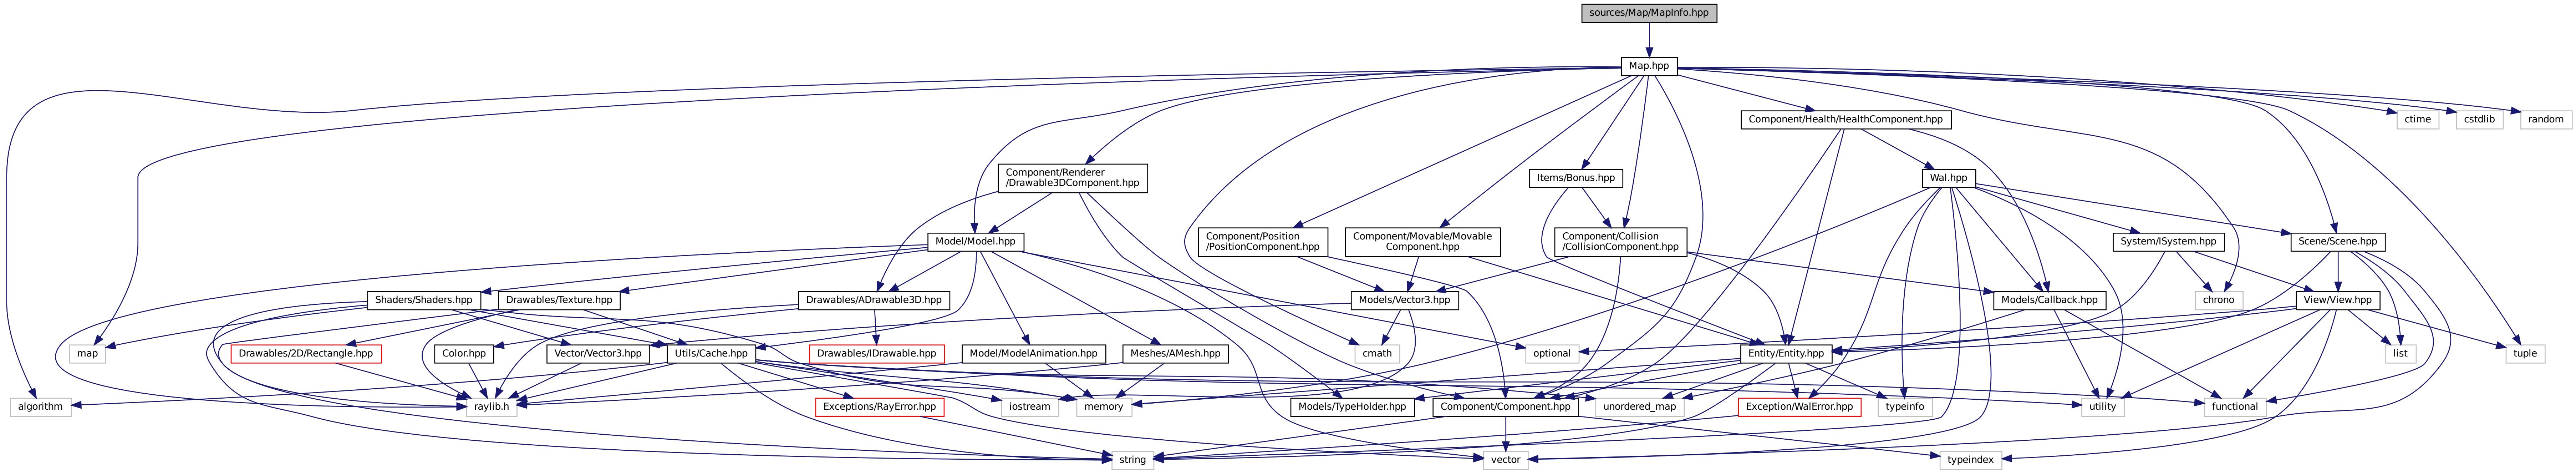 sources/Map/MapInfo.hpp
Map.hpp
Component/Health/HealthComponent.hpp
ctime
cstdlib
random
Component/Renderer
/Drawable3DComponent.hpp
Items/Bonus.hpp
Wal.hpp
Model/Model.hpp
Component/Position
/PositionComponent.hpp
Component/Movable/Movable
Component.hpp
Component/Collision
/CollisionComponent.hpp
System/ISystem.hpp
Scene/Scene.hpp
Shaders/Shaders.hpp
Drawables/Texture.hpp
Drawables/ADrawable3D.hpp
Models/Vector3.hpp
Models/Callback.hpp
chrono
View/View.hpp
map
Drawables/2D/Rectangle.hpp
Color.hpp
Vector/Vector3.hpp
Utils/Cache.hpp
Drawables/IDrawable.hpp
Model/ModelAnimation.hpp
Meshes/AMesh.hpp
cmath
optional
Entity/Entity.hpp
list
tuple
algorithm
raylib.h
Exceptions/RayError.hpp
iostream
memory
Models/TypeHolder.hpp
Component/Component.hpp
unordered_map
Exception/WalError.hpp
typeinfo
utility
functional
string
vector
typeindex